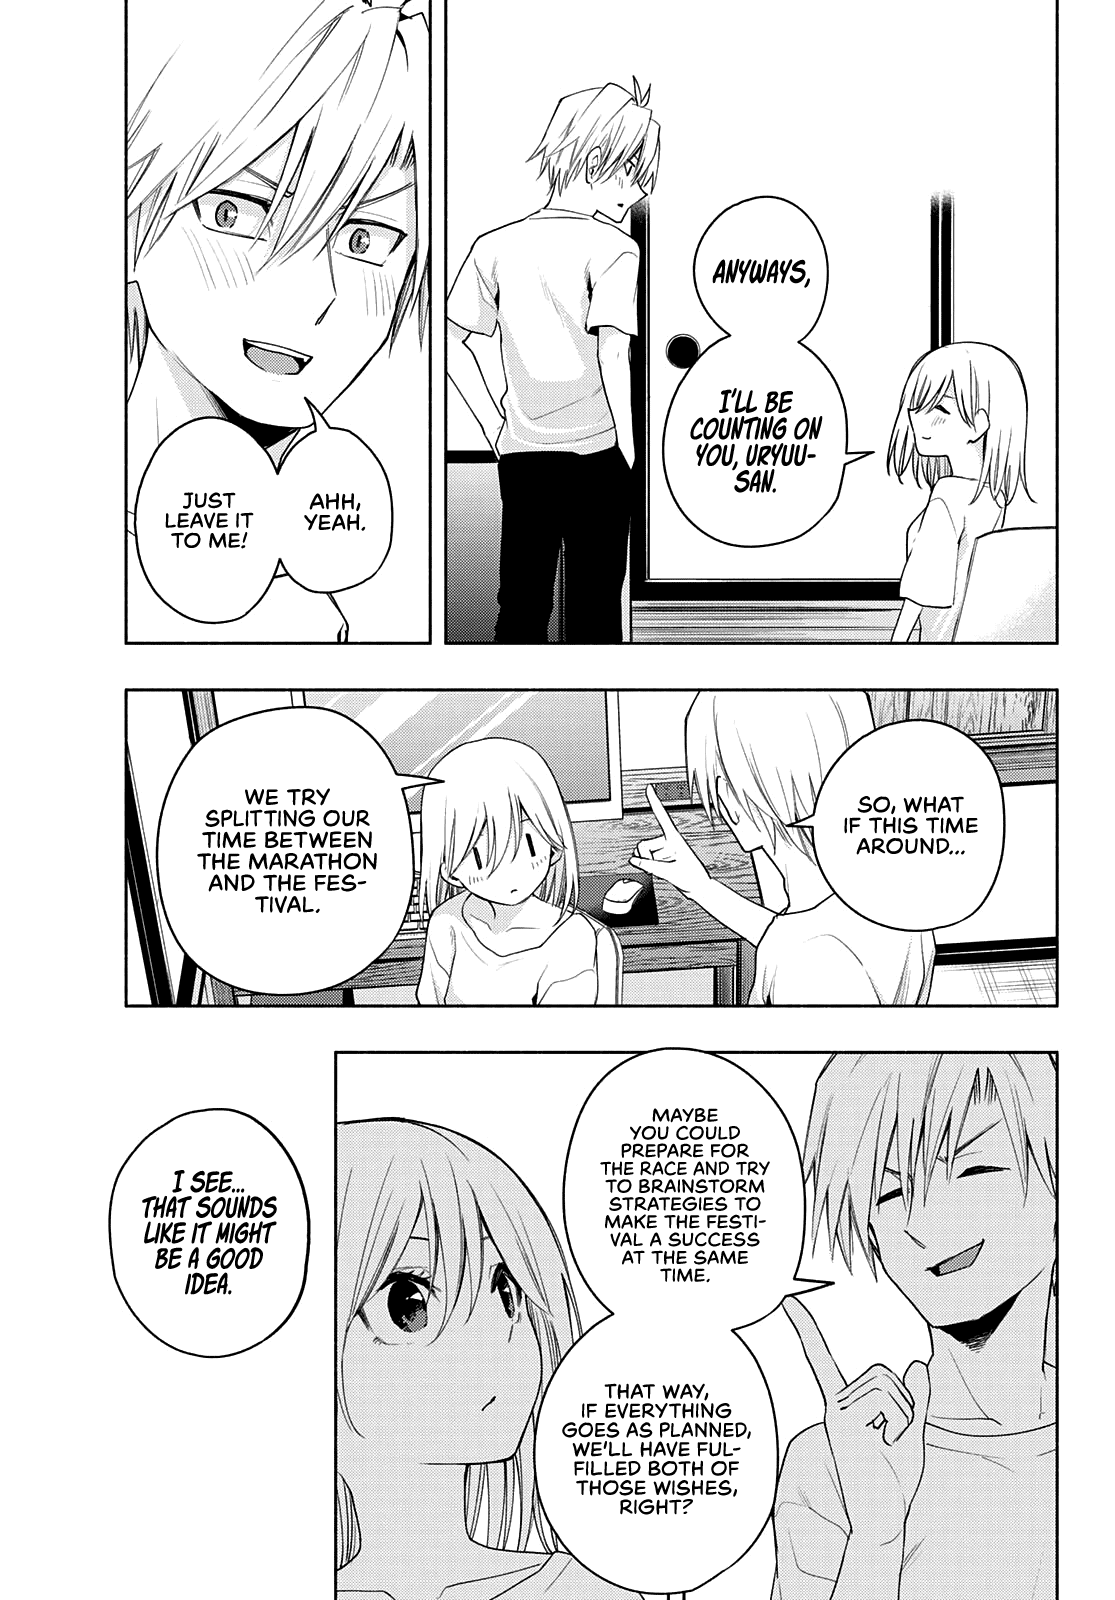 ANYWAYS,
I'LL BE
COUNTING ON
YOU, URYUU-
SAN.
AHH,
YEAH.
JUST
LEAVE IT
TO ME!
SO, WHAT
IF THIS TIME
AROUND...
WE TRY
SPLITTING OUR
TIME BETWEEN
THE MARATHON
AND THE FES-
TIVAL.
MAYBE
YOU COULD
PREPARE FOR
THE RACE AND TRY
TO BRAINSTORM
STRATEGIES TO
MAKE THE FESTI-
VAL A SUCCESS
AT THE SAME
TIME.
THAT WAY,
IF EVERYTHING
GOES AS PLANNED,
WE'LL HAVE FUL-
FILLED BOTH OF
THOSE WISHES,
RIGHT?
I SEE...
THAT SOUNDS
LIKE IT MIGHT
BE A GOOD
IDEA.